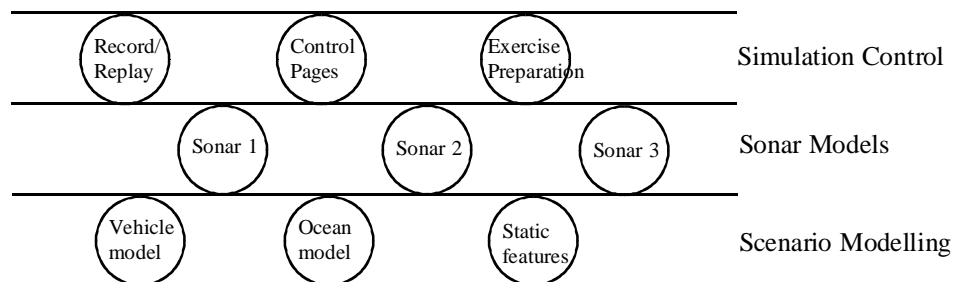 Record/
Replay
Control
Pages
Exercise
Preparation
Simulation Control
Sonar 1
Sonar 2
Sonar 3
Sonar Models
Vehicle
model
Ocean
model
Static
features
Scenario Modelling